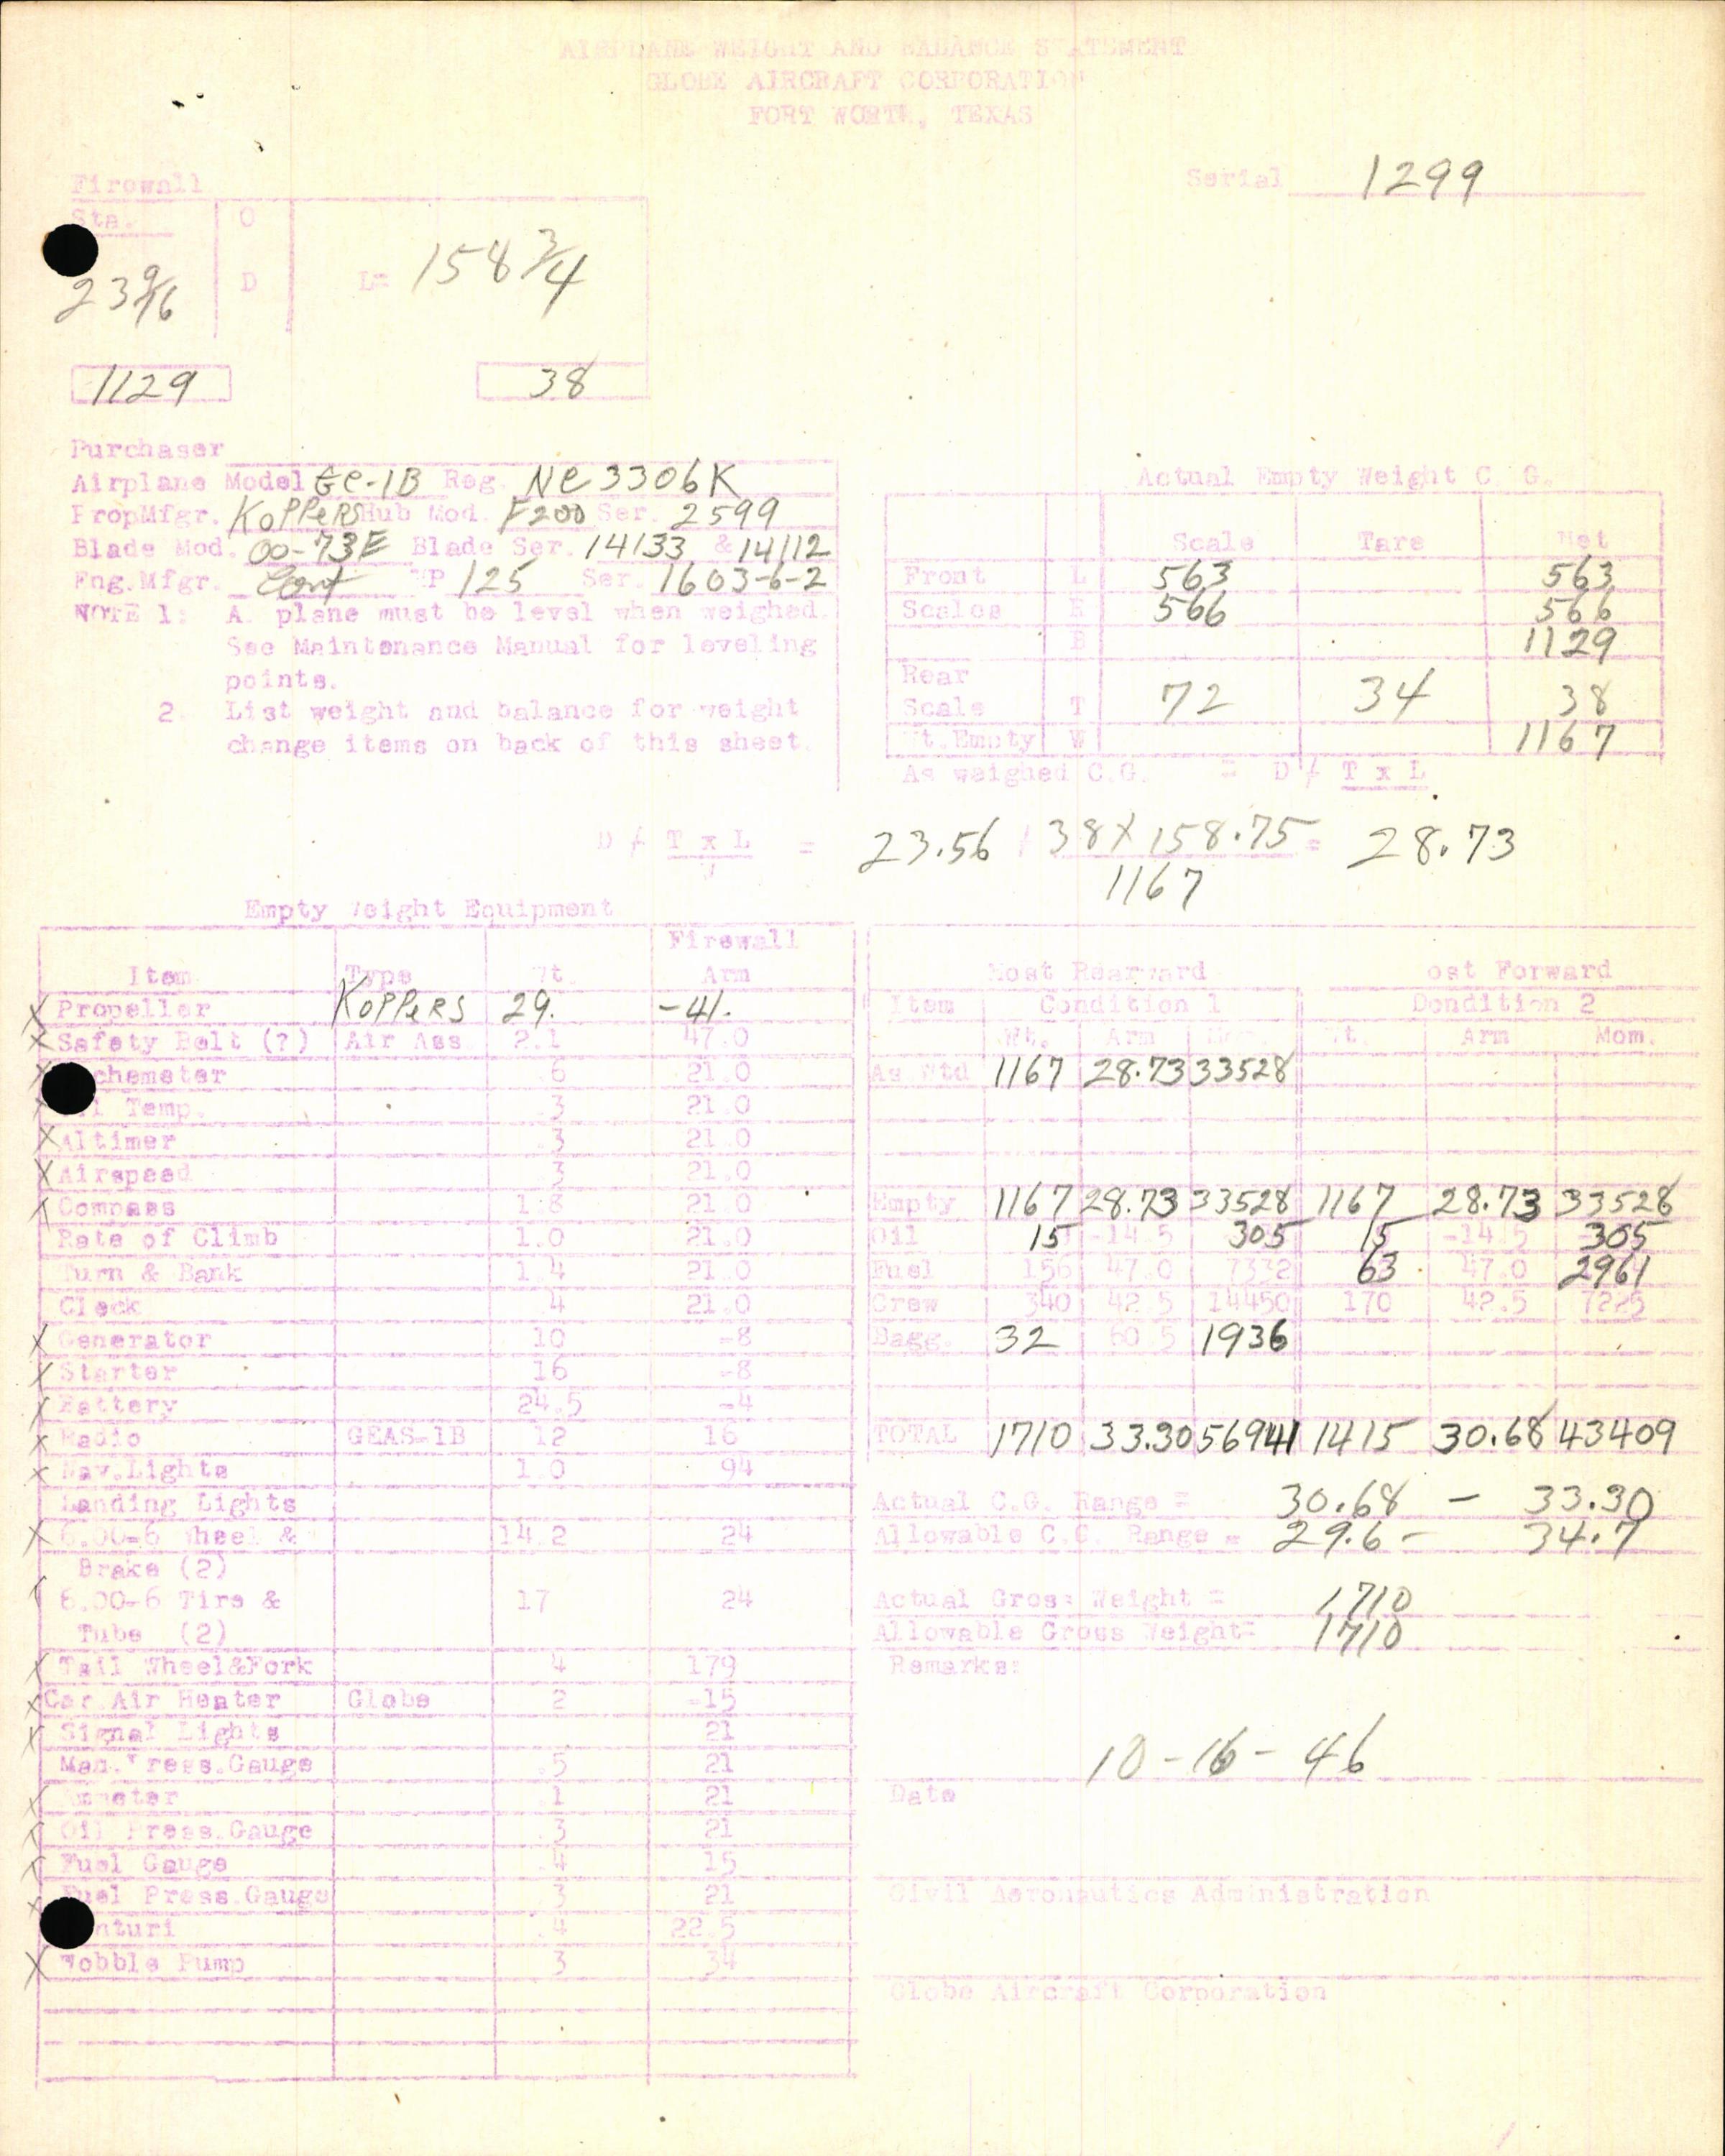 AIRPLANE WEIGHT AND BALANCE STATEMENT
GLOBE AIRCRAFT CORPORATION
FORT WORTH, TEXAS
Serial 1299
Firewall
Sta. O
23 9/16 D L= 158 3/4
1129 38
Purchaser
Airplane Model GC-1B Reg. NC 3306K
PropMfgr. KOPPERS Hub Mod. F200 Ser. 2599
Blade Mod. 00-73E Blade Ser. 14133 & 14112
Eng.Mfgr. Cont HP 125 Ser. 1603-6-2
NOTE 1: A plane must be level when weighed.
See Maintenance Manual for leveling
points.
2. List weight and balance for weight
change items on back of this sheet.
Actual Empty Weight C. G.
Scale Tare Net
Front L 563 563
Scales R 566 566
B 1129
Rear
Scale T 72 34 38
Wt.Empty W 1167
As weighed C.G. = D / T x L
D / T x L = 23.56 / 38 X 158.75 = 28.73
1167
Empty Weight Equipment
Firewall
Item Type Wt. Arm
X Propeller KOPPERS 29. -41.
X Safety Belt (?) Air Ass 2.1 47.0
X chometer 6 21.0
X Temp. .3 21.0
X Altimer .3 21.0
X Airspeed 3 21.0
X Compass 1.8 21.0
Rate of Climb 1.0 21.0
Turn & Bank 1.4 21.0
Clock .4 21.0
X Generator 10 -8
X Starter 16 -8
X Battery 24.5 -4
X Radio GEAS-1B 12 16
X Nav.Lights 1.0 94
Landing Lights
X 6.00-6 Wheel & 14.2 24
Brake (2)
X 6.00-6 Tire & 17 24
Tube (2)
X Tail Wheel&Fork 4 179
X Car.Air Heater Globe 2 -15
X Signal Lights 21
Man. Press.Gauge .5 21
X Ammeter .1 21
X Oil Press.Gauge .3 21
X Fuel Gauge .4 15
X Fuel Press.Gauge .3 21
nturi .4 22.5
X Wobble Pump 3 34
Most Rearward Most Forward
Item Condition 1 Dondition 2
Wt. Arm Mom. Wt. Arm Mom.
As Wtd 1167 28.73 33528
Empty 1167 28.73 33528 1167 28.73 33528
Oil 15 -14.5 305 15 -14.5 305
Fuel 156 47.0 7332 63 47.0 2961
Crew 340 42.5 14450 170 42.5 7225
Bagg. 32 60.5 1936
TOTAL 1710 33.30 56941 1415 30.68 43409
Actual C.G. Range = 30.68 - 33.30
Allowable C.G. Range = 29.6 - 34.7
Actual Gross Weight = 1710
Allowable Gross Weight= 1710
Remarks:
10-16-46
Date
Civil Aeronautics Administration
Globe Aircraft Corporation